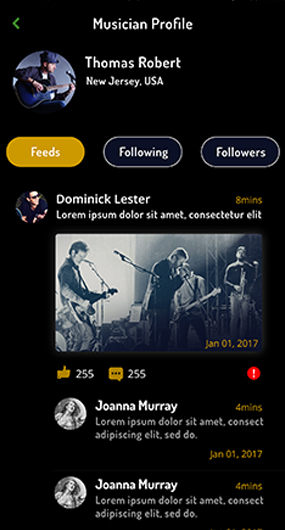 Musician Profile
Thomas Robert
New Jersey, USA
Feeds
Following
Followers
Dominick Lester
8mins
Lorem ipsum dolor sit amet, consectetur elit
Jan 01, 2017
255
255
Joanna Murray
4mins
Lorem ipsum dolor sit amet, consect
adipiscing elit, sed do.
Jan 01, 2017
Joanna Murray
4mins
Lorem ipsum dolor sit amet, consect
adipiscing elit, sed do.